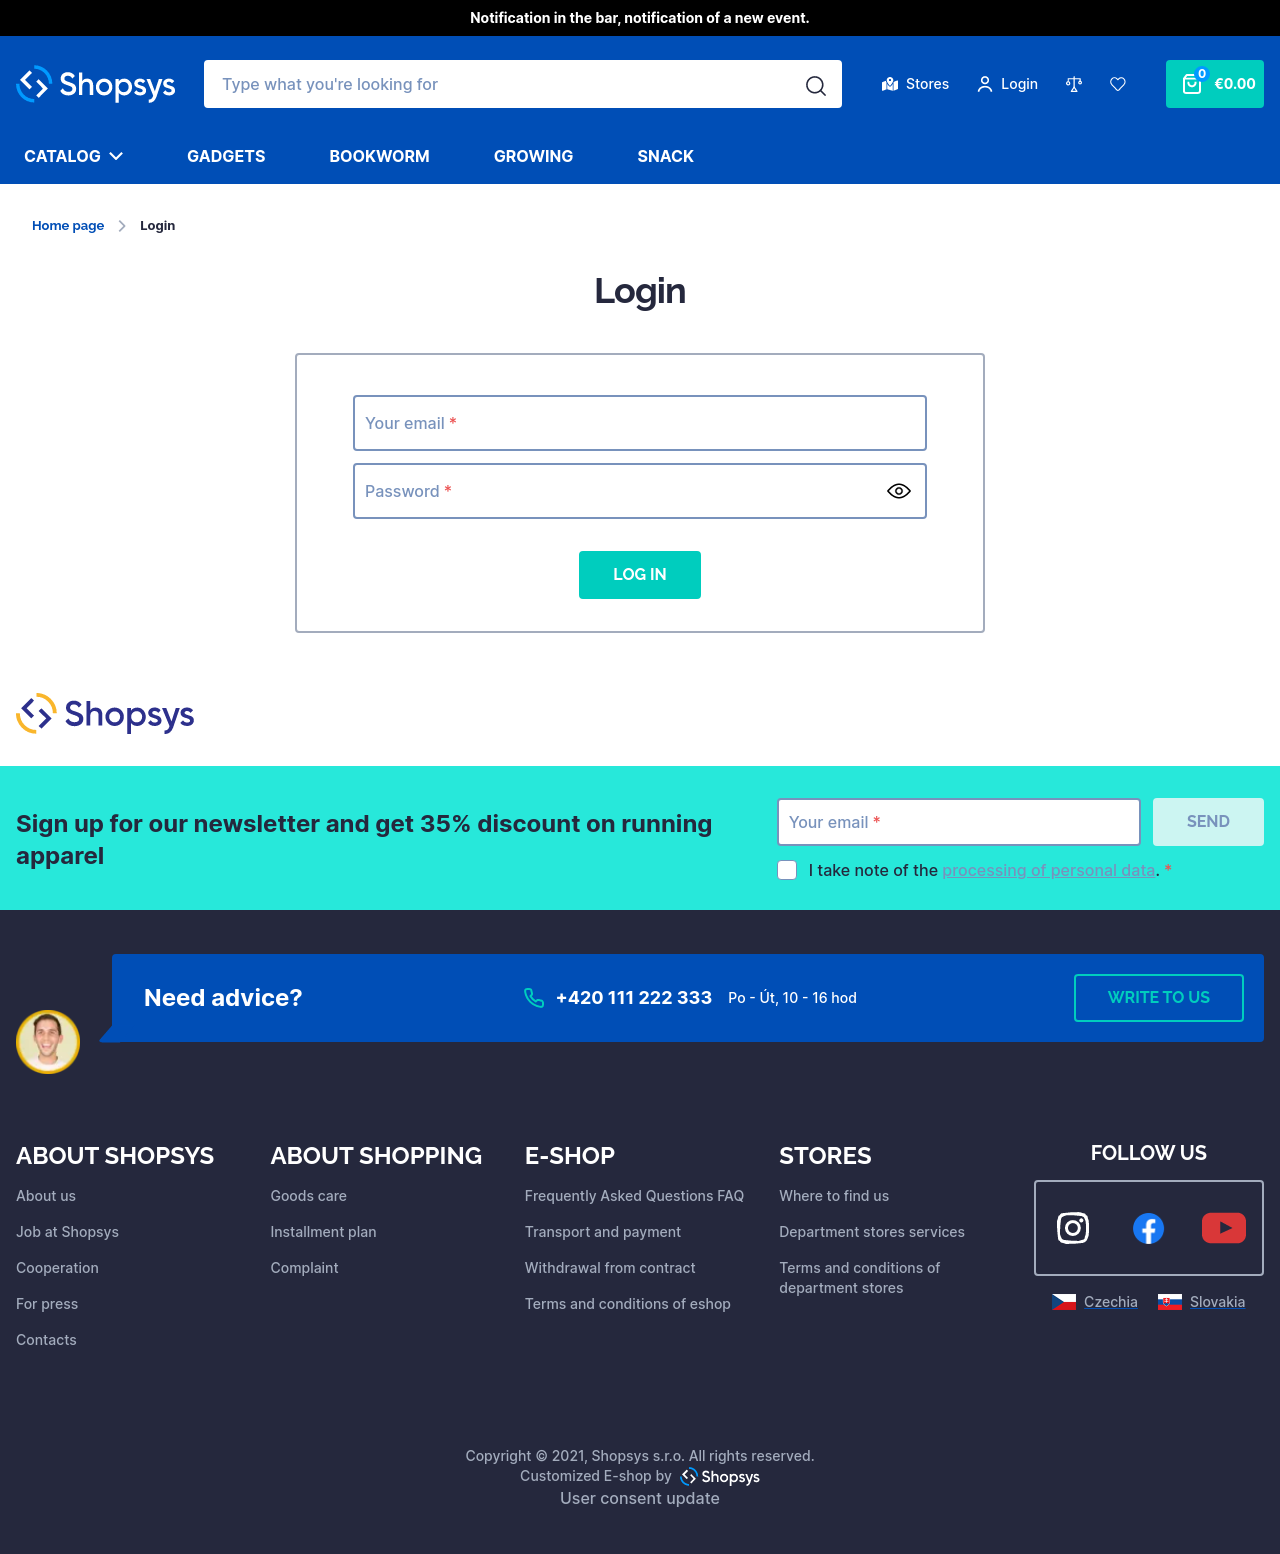 Notification in the bar, notification of a new event.
Shopsys
Type what you're looking for
Stores
Login
0
€0.00
CATALOG
GADGETS
BOOKWORM
GROWING
SNACK
Home page
Login
Login
Your email *
Password *
LOG IN
Shopsys
Sign up for our newsletter and get 35% discount on running
apparel
Your email *
SEND
I take note of the processing of personal data. *
Need advice?
+420 111 222 333
Po - Út, 10 - 16 hod
WRITE TO US
ABOUT SHOPSYS
About us
Job at Shopsys
Cooperation
For press
Contacts
ABOUT SHOPPING
Goods care
Installment plan
Complaint
E-SHOP
Frequently Asked Questions FAQ
Transport and payment
Withdrawal from contract
Terms and conditions of eshop
STORES
Where to find us
Department stores services
Terms and conditions of
department stores
FOLLOW US
Czechia
Slovakia
Copyright © 2021, Shopsys s.r.o. All rights reserved.
Customized E-shop by Shopsys
User consent update